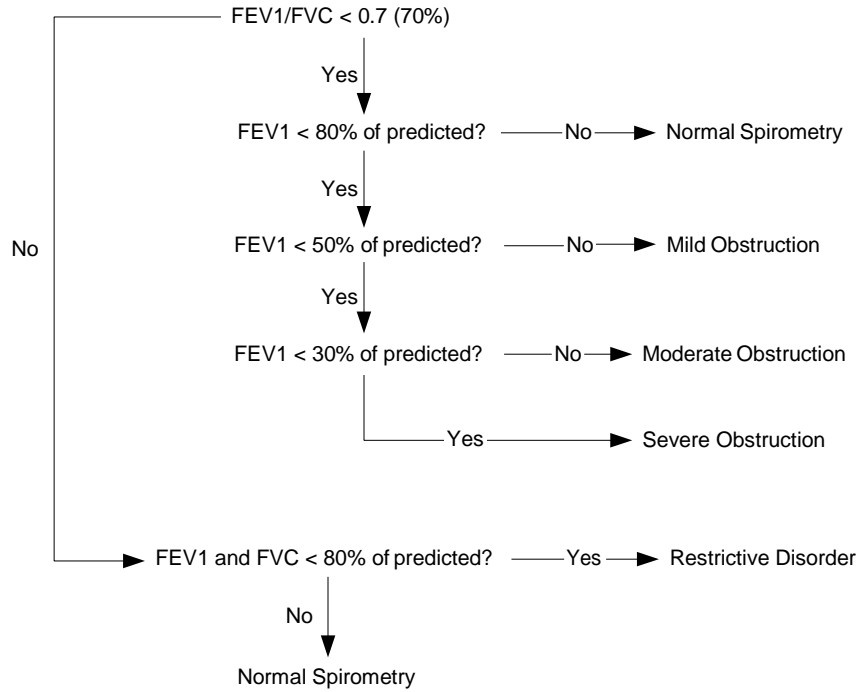 FEV1/FVC < 0.7 (70%)
Yes
FEV1 < 80% of predicted?
No
Normal Spirometry
Yes
No
FEV1 < 50% of predicted?
No
Mild Obstruction
Yes
FEV1 < 30% of predicted?
No
Moderate Obstruction
Yes
Severe Obstruction
FEV1 and FVC < 80% of predicted?
Yes
Restrictive Disorder
No
Normal Spirometry